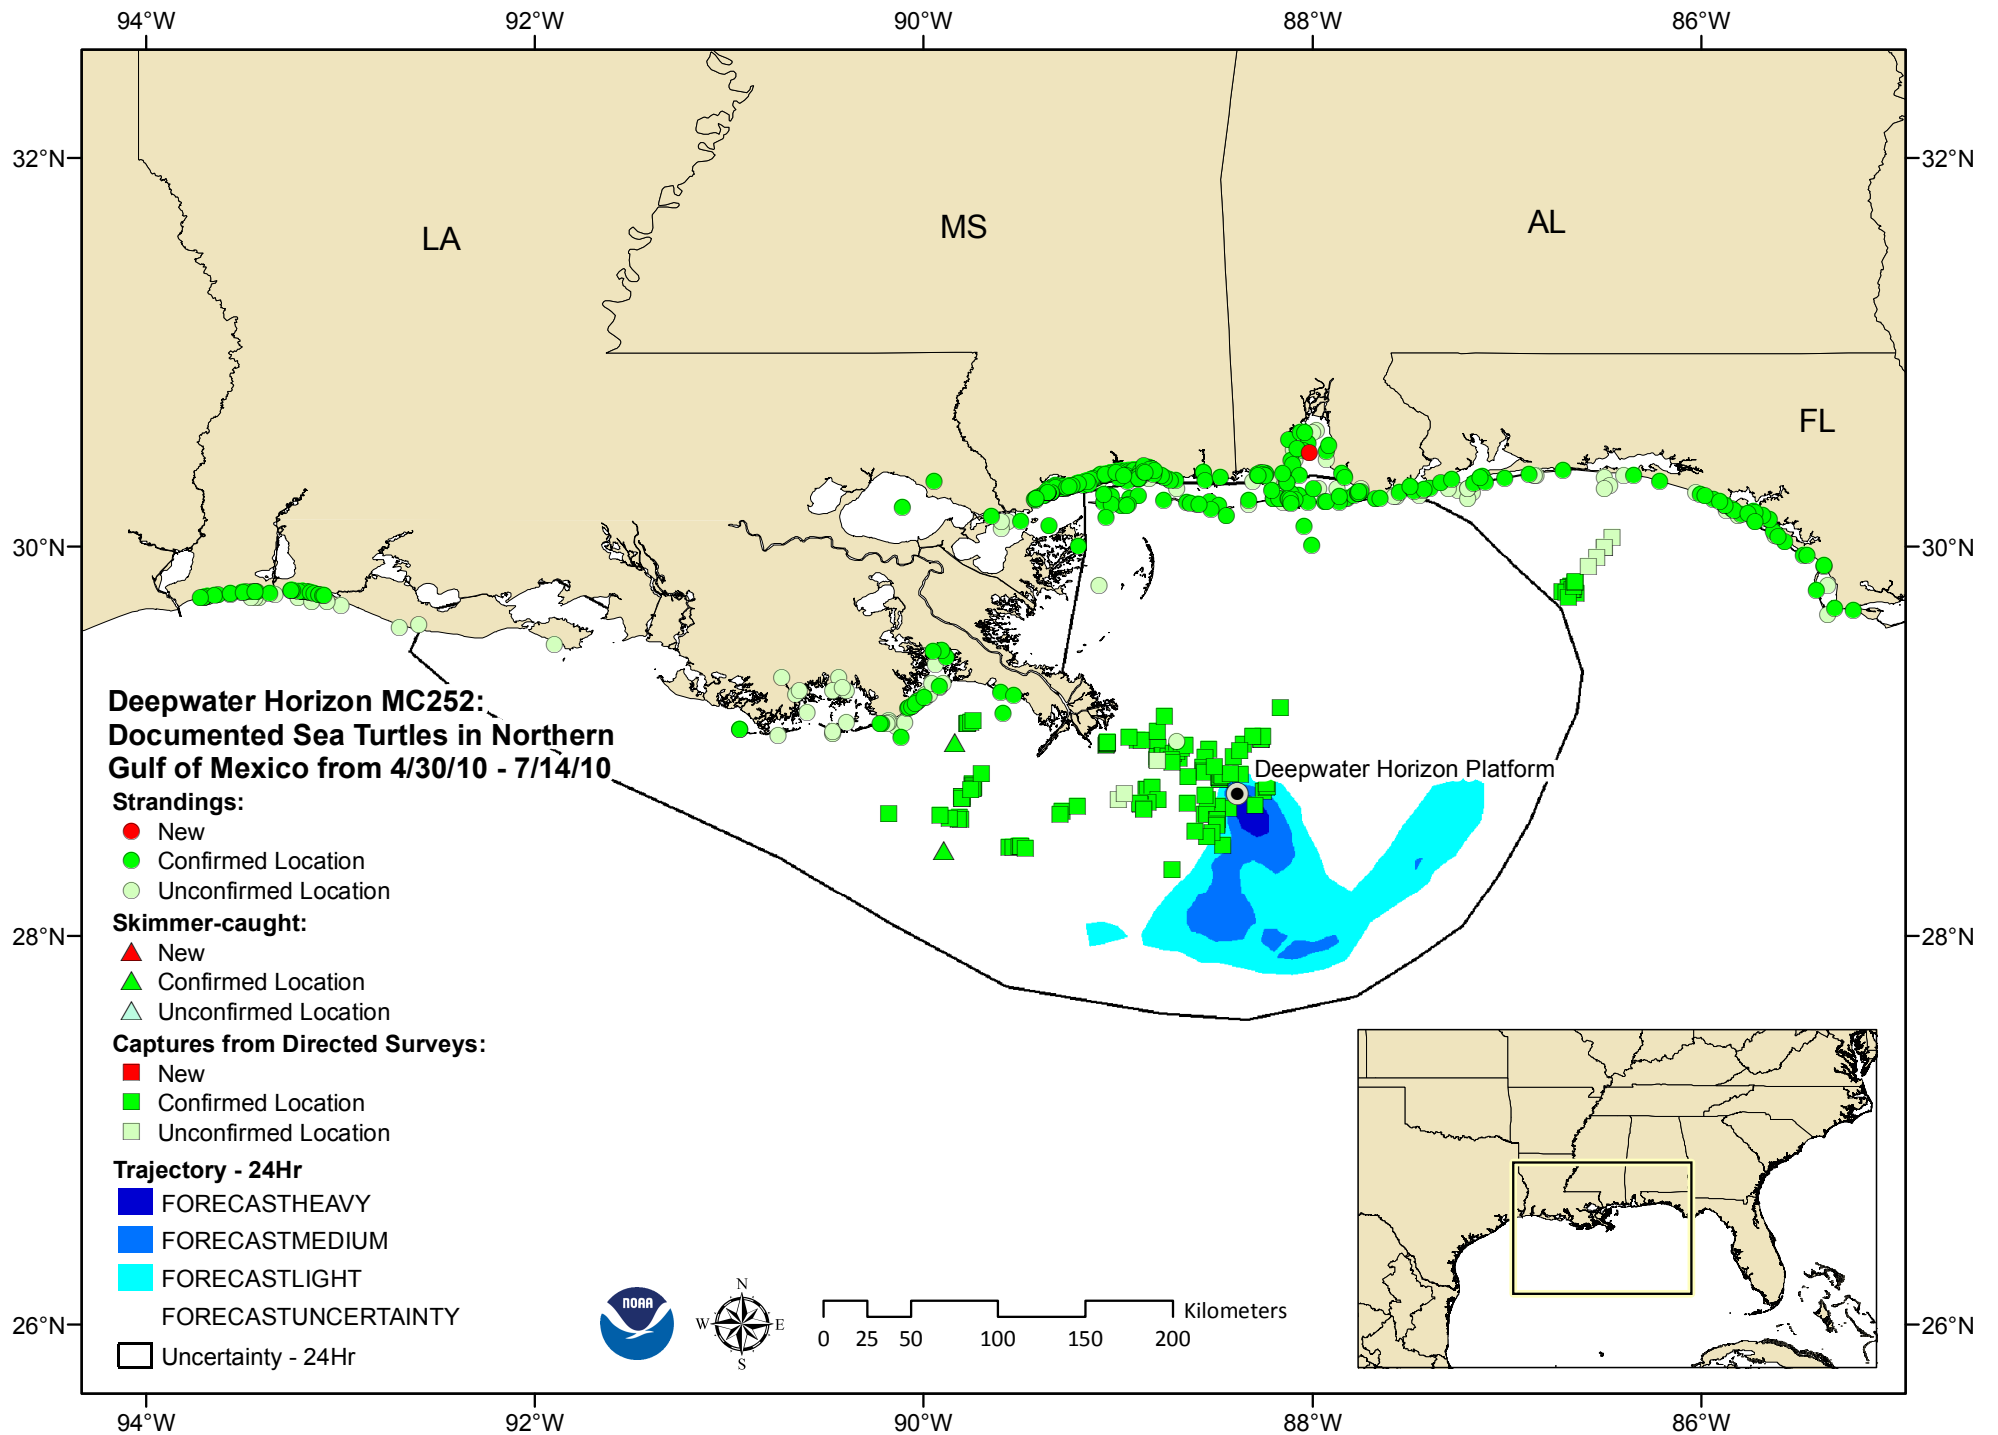 94°W 92°W 90°W 88°W 86°W
32°N 32°N
LA MS AL
FL
30°N 30°N
Deepwater Horizon MC252:
Documented Sea Turtles in Northern
Gulf of Mexico from 4/30/10 - 7/14/10
Deepwater Horizon Platform
Strandings:
New
Confirmed Location
Unconfirmed Location
Skimmer-caught:
New
Confirmed Location
Unconfirmed Location
28°N 28°N
Captures from Directed Surveys:
New
Confirmed Location
Unconfirmed Location
Trajectory - 24Hr
FORECASTHEAVY
FORECASTMEDIUM
FORECASTLIGHT
FORECASTUNCERTAINTY
Uncertainty - 24Hr
NOAA
N
W E
S
Kilometers
0 25 50 100 150 200
26°N 26°N
94°W 92°W 90°W 88°W 86°W